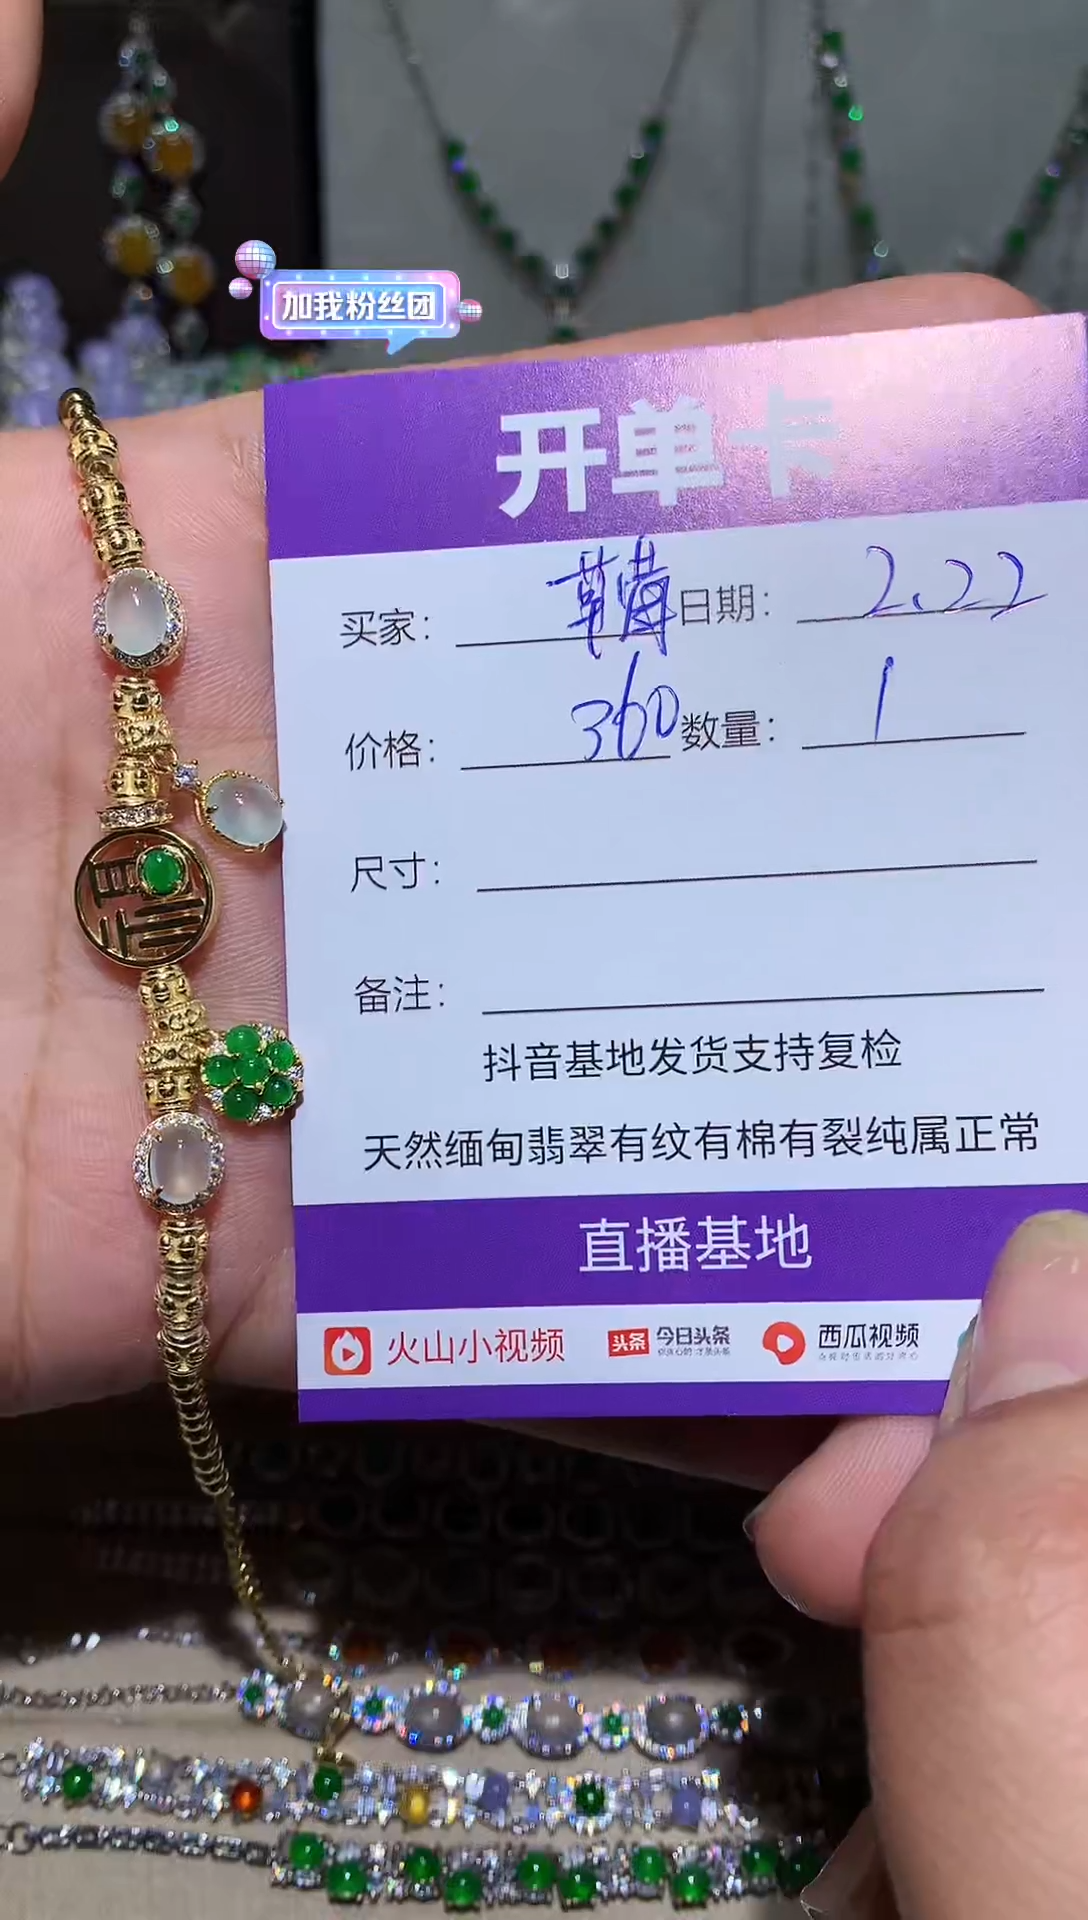 加我粉丝团
开单卡
买家： 草莓 日期： 2.22
价格： 360 数量： 1
尺寸：
备注：
抖音基地发货支持复检
天然缅甸翡翠有纹有棉有裂纯属正常
直播基地
火山小视频 头条 今日头条 西瓜视频
福